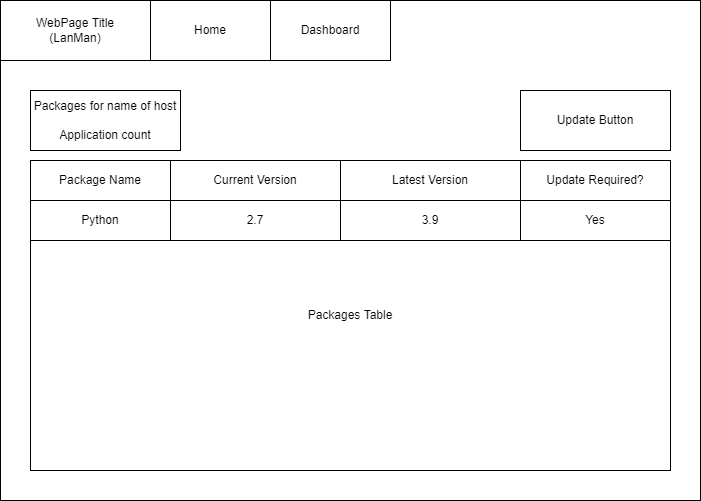 WebPage Title
(LanMan)
Home
Dashboard
Packages for name of host
Application count
Update Button
Package Name
Current Version
Latest Version
Update Required?
Python
2.7
3.9
Yes
Packages Table